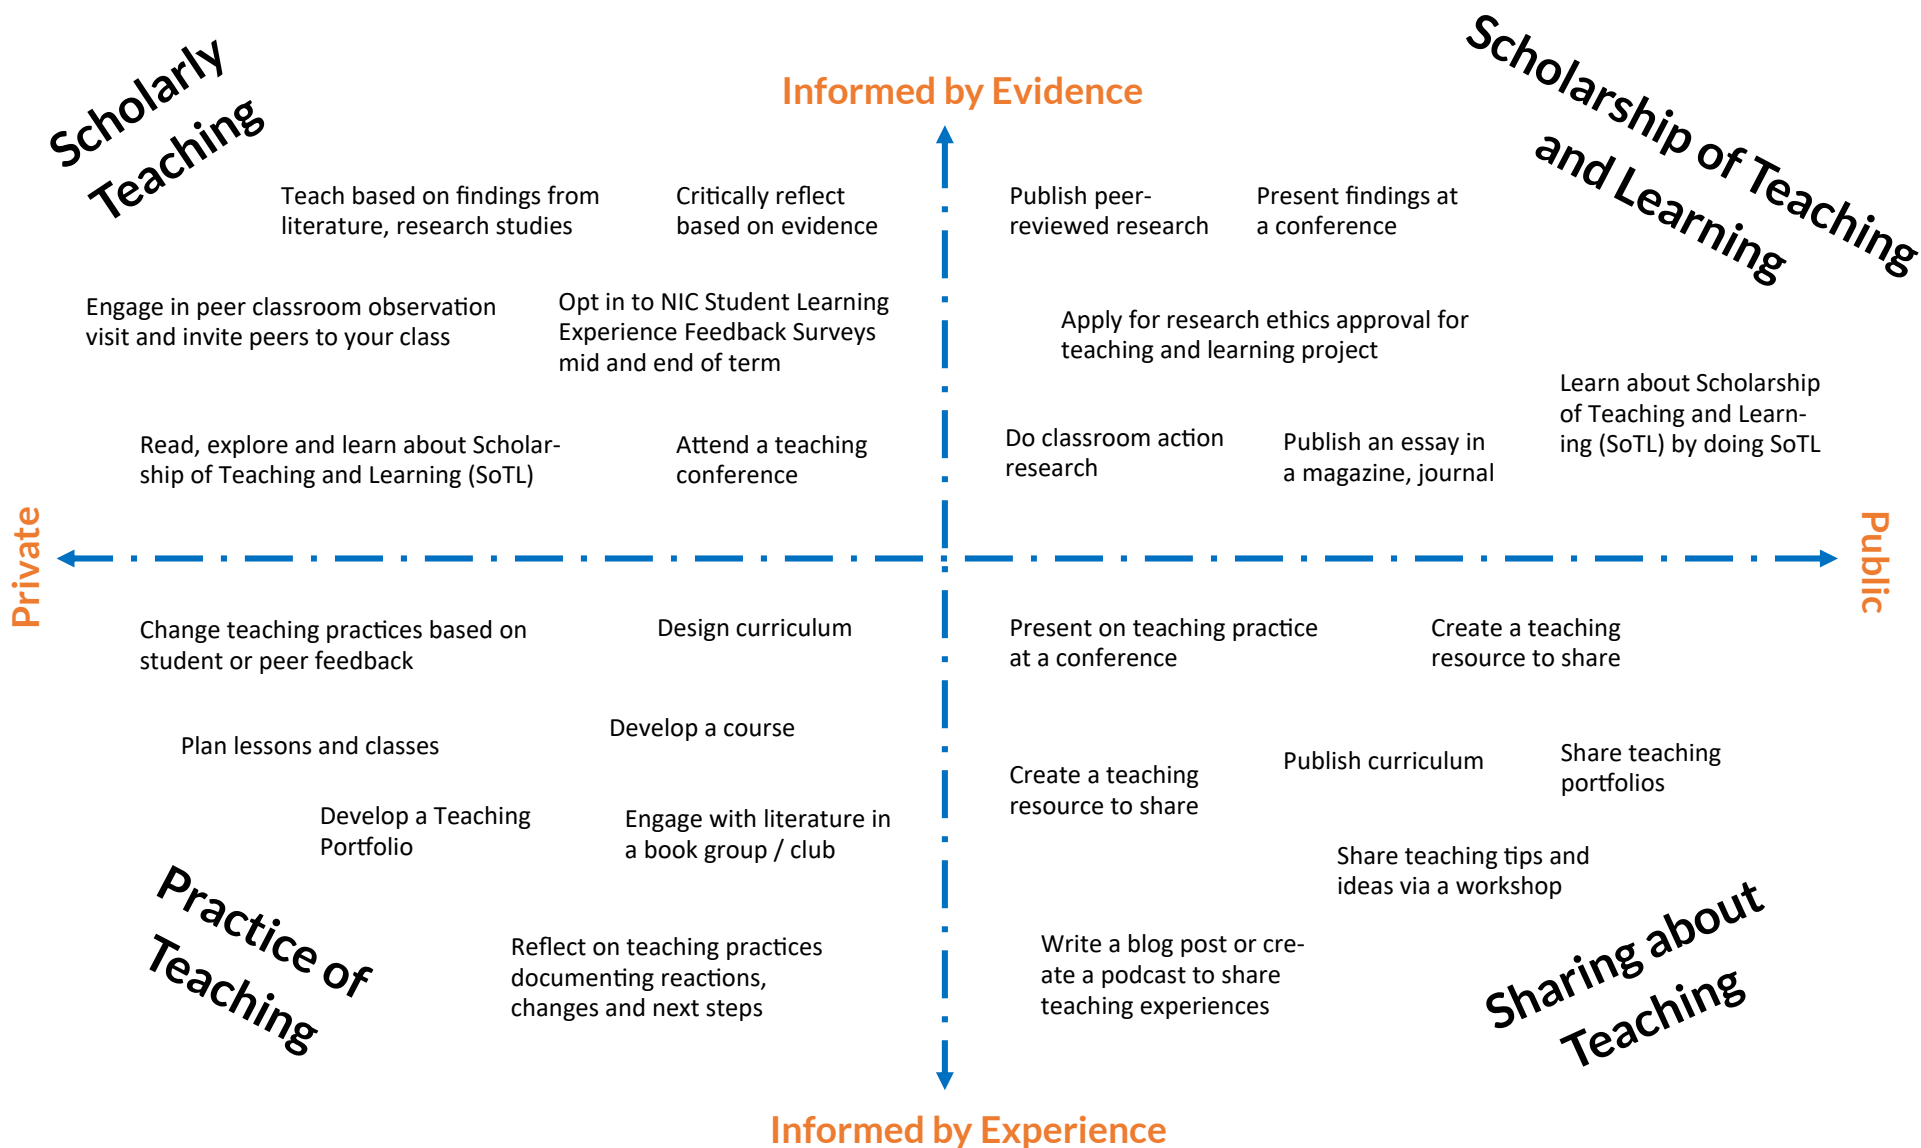 Scholarly
Teaching
Informed by Evidence
Scholarship of Teaching
and Learning
Teach based on findings from
literature, research studies
Critically reflect
based on evidence
Publish peer-
reviewed research
Present findings at
a conference
Engage in peer classroom observation
visit and invite peers to your class
Opt in to NIC Student Learning
Experience Feedback Surveys
mid and end of term
Apply for research ethics approval for
teaching and learning project
Learn about Scholarship
of Teaching and Learn-
ing (SoTL) by doing SoTL
Read, explore and learn about Scholar-
ship of Teaching and Learning (SoTL)
Attend a teaching
conference
Do classroom action
research
Publish an essay in
a magazine, journal
Private
Public
Change teaching practices based on
student or peer feedback
Design curriculum
Present on teaching practice
at a conference
Create a teaching
resource to share
Plan lessons and classes
Develop a course
Create a teaching
resource to share
Publish curriculum
Share teaching
portfolios
Develop a Teaching
Portfolio
Engage with literature in
a book group / club
Share teaching tips and
ideas via a workshop
Practice of
Teaching
Reflect on teaching practices
documenting reactions,
changes and next steps
Write a blog post or cre-
ate a podcast to share
teaching experiences
Sharing about
Teaching
Informed by Experience